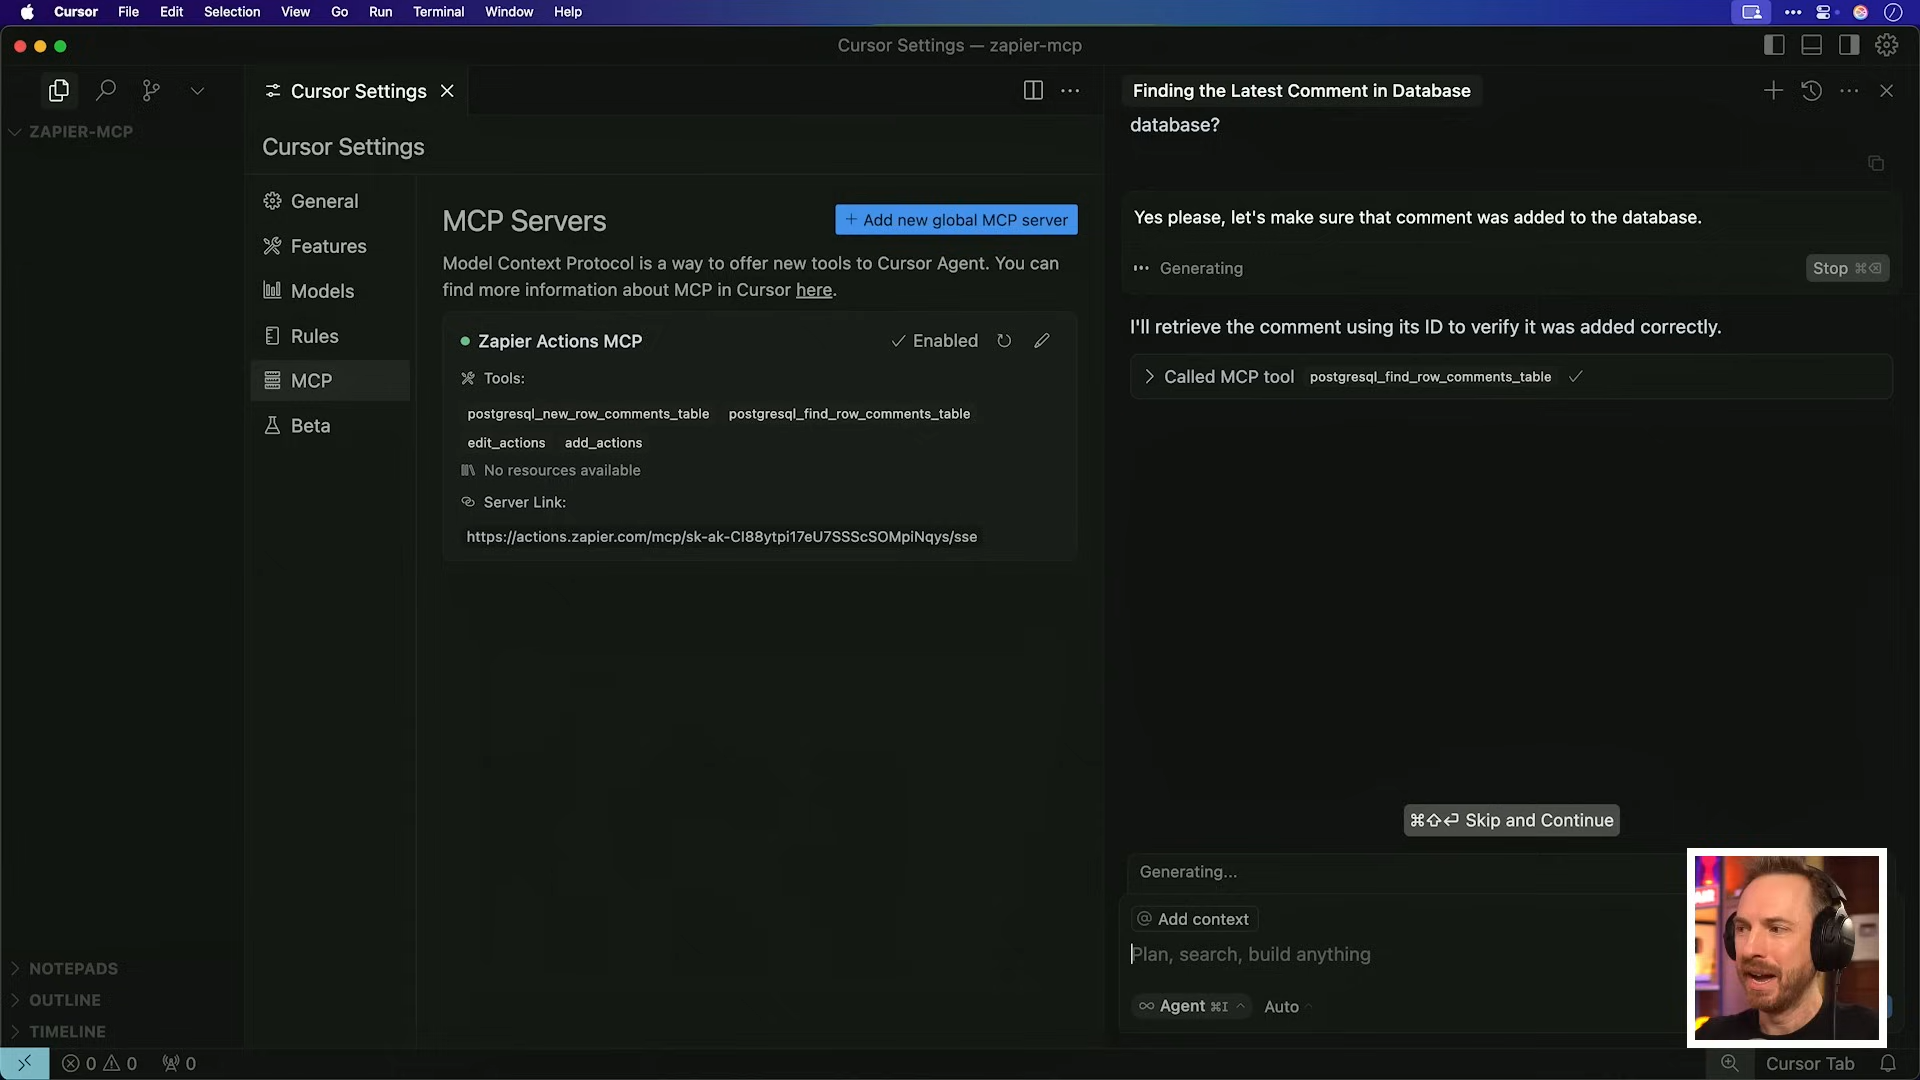 Cursor File Edit Selection View Go Run Terminal Window Help
Cursor Settings — zapier-mcp
ZAPIER-MCP
NOTEPADS
OUTLINE
TIMELINE
Cursor Settings
Cursor Settings
General
Features
Models
Rules
MCP
Beta
MCP Servers
+ Add new global MCP server
Model Context Protocol is a way to offer new tools to Cursor Agent. You can
find more information about MCP in Cursor here.
Zapier Actions MCP
Enabled
Tools:
postgresql_new_row_comments_table postgresql_find_row_comments_table
edit_actions add_actions
No resources available
Server Link:
https://actions.zapier.com/mcp/sk-ak-CI88ytpi17eU7SSScSOMpiNqys/sse
Finding the Latest Comment in Database
database?
Yes please, let's make sure that comment was added to the database.
Generating
Stop ⌘⌫
I'll retrieve the comment using its ID to verify it was added correctly.
Called MCP tool postgresql_find_row_comments_table
⌘⇧⏎ Skip and Continue
Generating...
@ Add context
Plan, search, build anything
∞ Agent ⌘I Auto
0 0 0
Cursor Tab